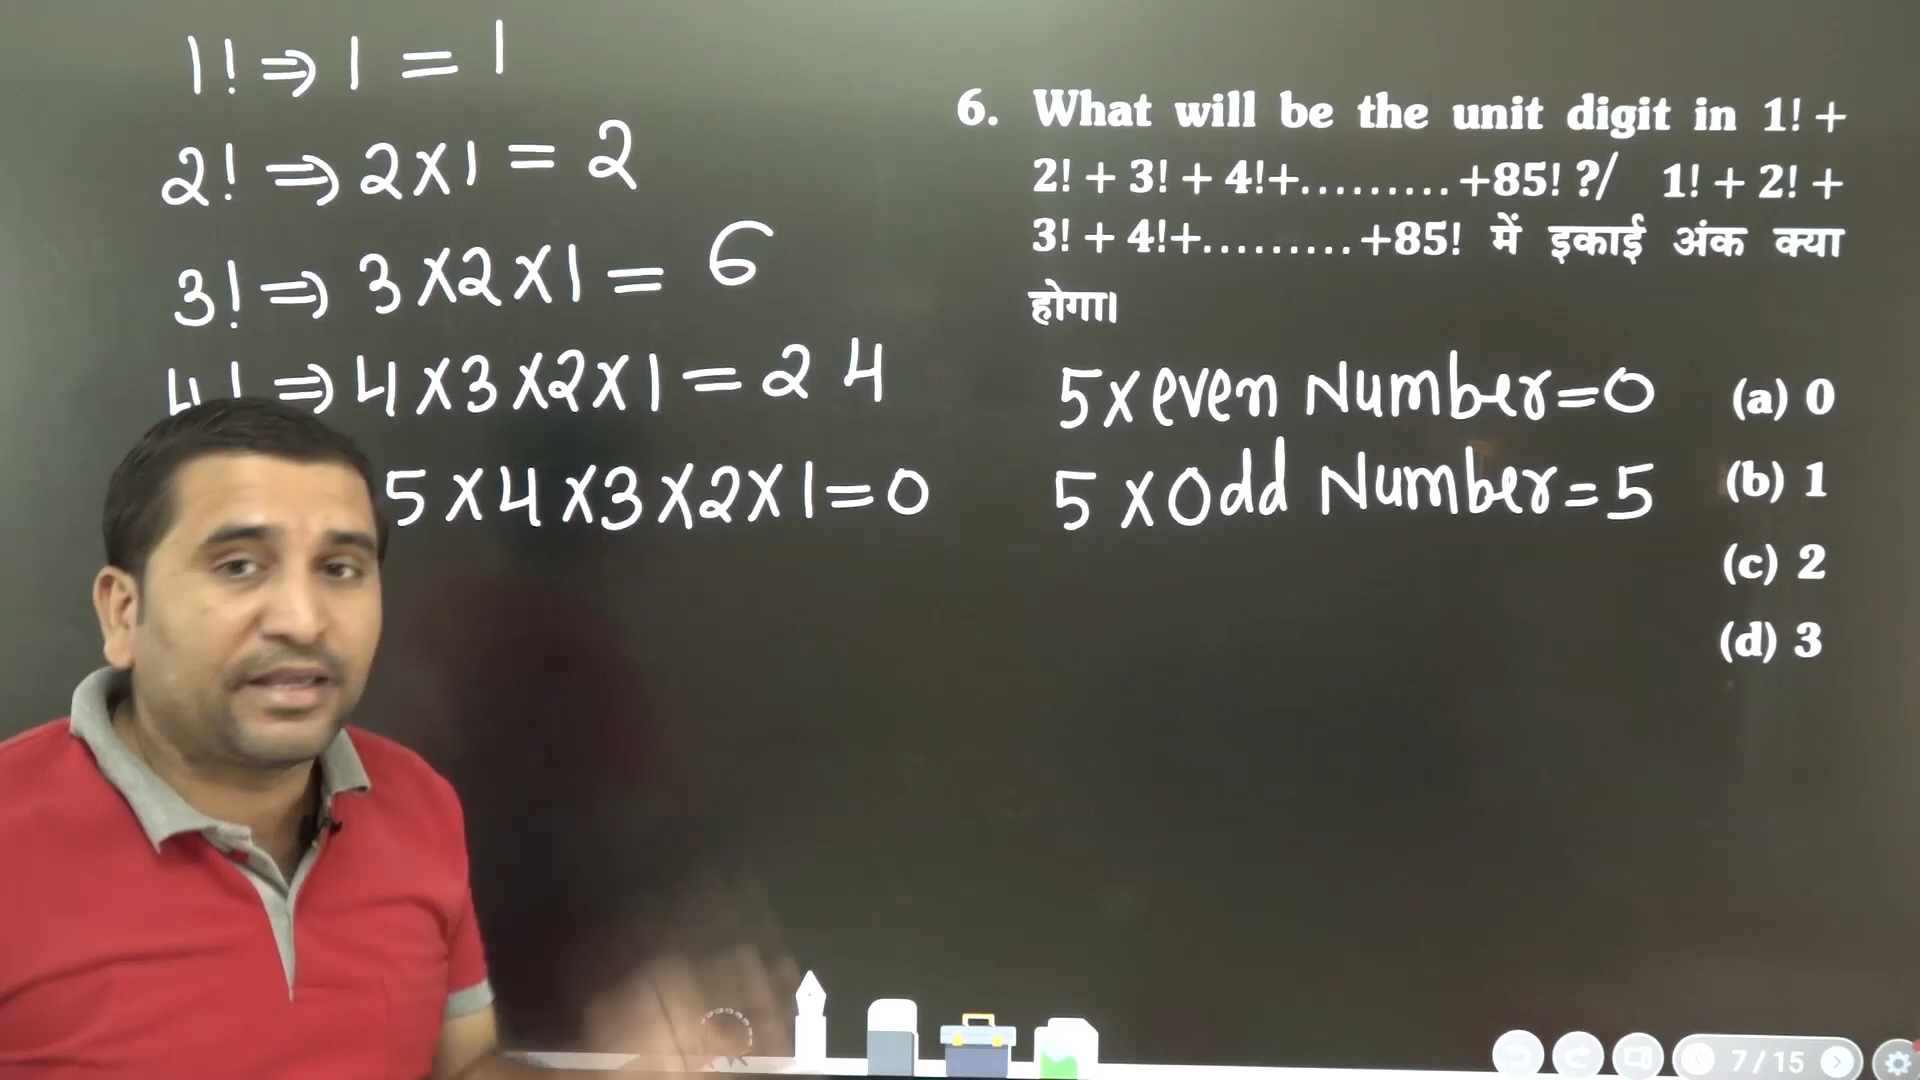 1! ⇒ 1 = 1
2! ⇒ 2×1 = 2
3! ⇒ 3×2×1 = 6
4! ⇒ 4×3×2×1 = 24
5×4×3×2×1=0
6. What will be the unit digit in 1! +
2! + 3! + 4!+.........+85! ?/ 1! + 2! +
3! + 4!+.........+85! में इकाई अंक क्या
होगा।
5×even Number=0
5×Odd Number=5
(a) 0
(b) 1
(c) 2
(d) 3
7/15